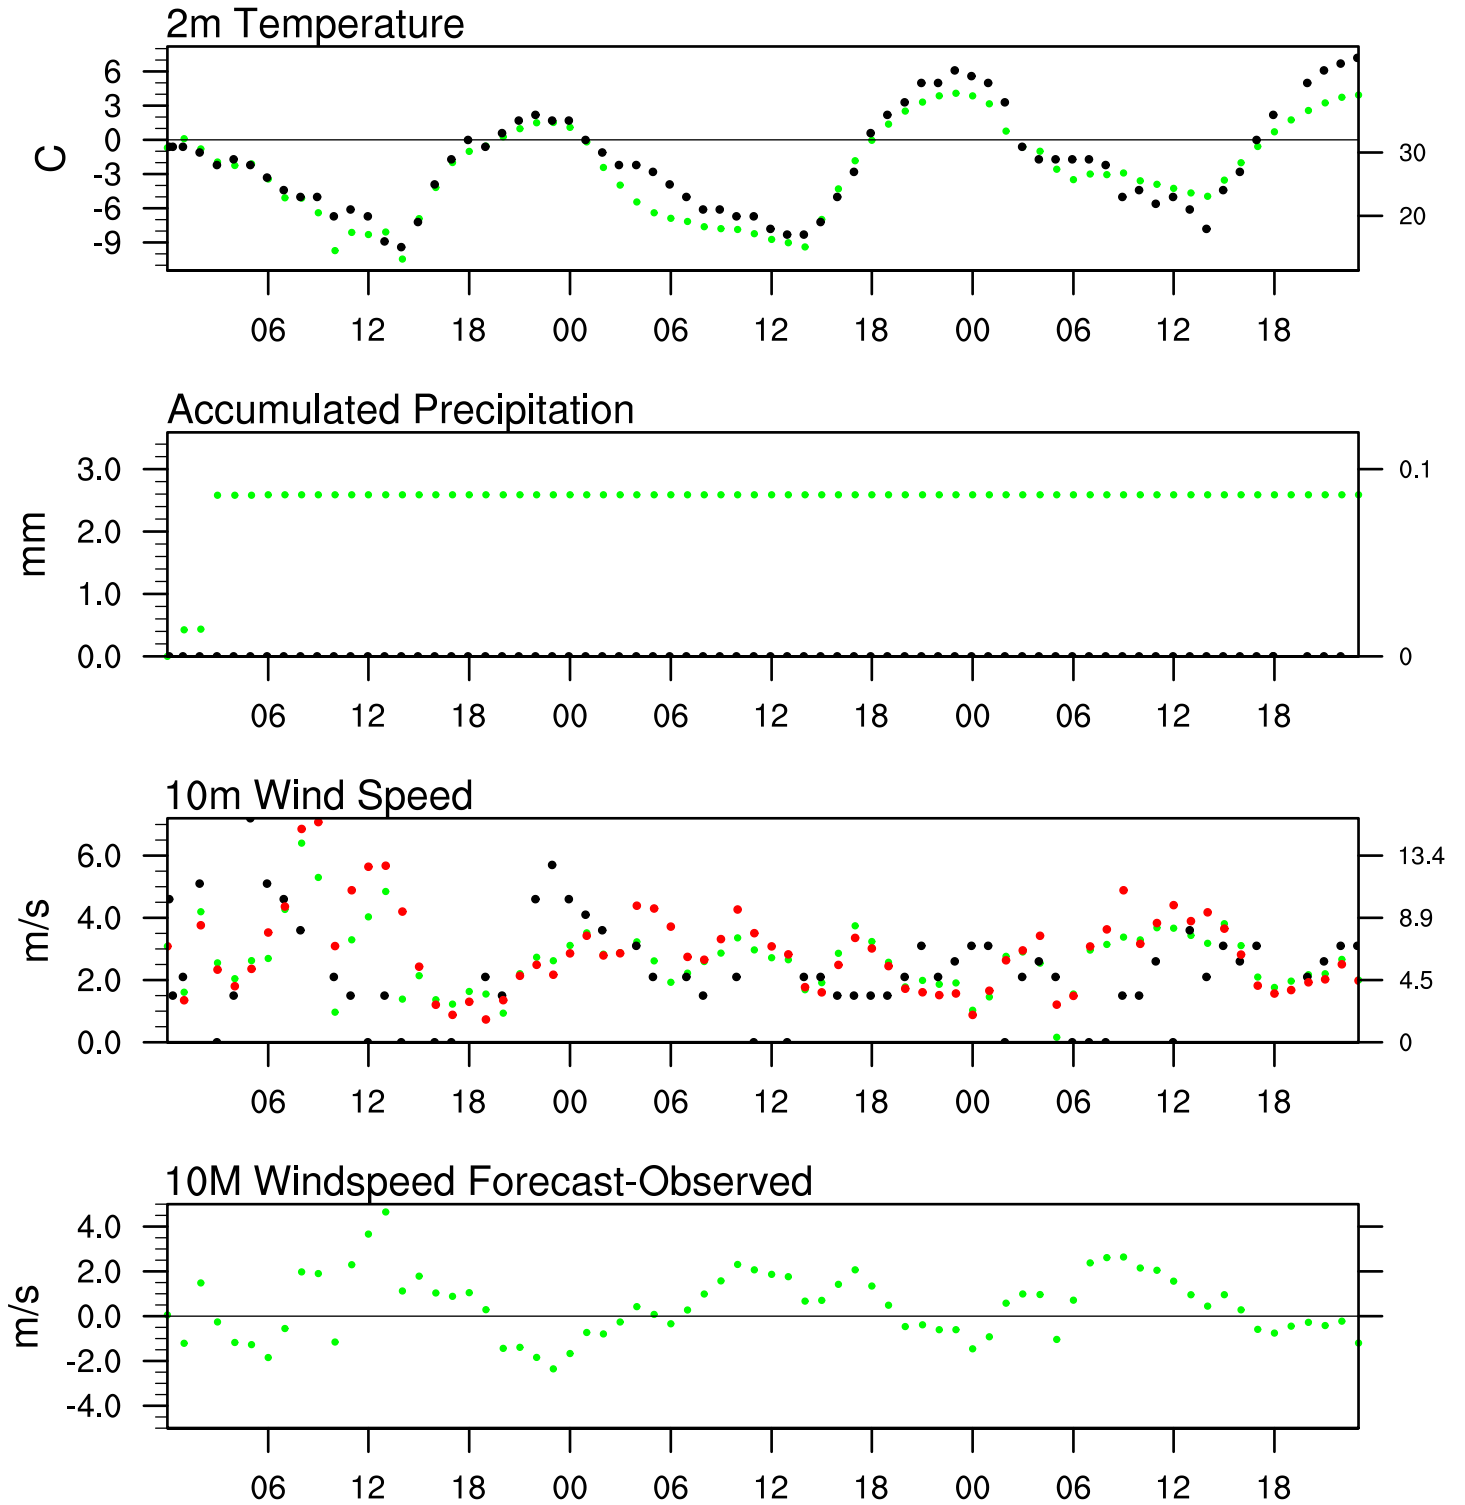 2m Temperature
6
3
0
-3
-6
-9
C
30
20
06 12 18 00 06 12 18 00 06 12 18
Accumulated Precipitation
3.0
2.0
1.0
0.0
mm
0.1
0
06 12 18 00 06 12 18 00 06 12 18
10m Wind Speed
6.0
4.0
2.0
0.0
m/s
13.4
8.9
4.5
0
06 12 18 00 06 12 18 00 06 12 18
10M Windspeed Forecast-Observed
4.0
2.0
0.0
-2.0
-4.0
m/s
06 12 18 00 06 12 18 00 06 12 18